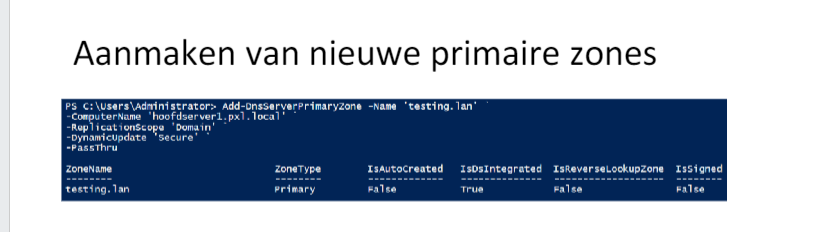 Aanmaken van nieuwe primaire zones
PS C:\Users\Administrator> Add-DnsServerPrimaryZone -Name 'testing.lan' `
-ComputerName 'hoofdserver1.pxl.local' `
-ReplicationScope 'Domain' `
-DynamicUpdate 'Secure' `
-PassThru
ZoneName ZoneType IsAutoCreated IsDsIntegrated IsReverseLookupZone IsSigned
-------- -------- ------------- -------------- ------------------- --------
testing.lan Primary False True False False